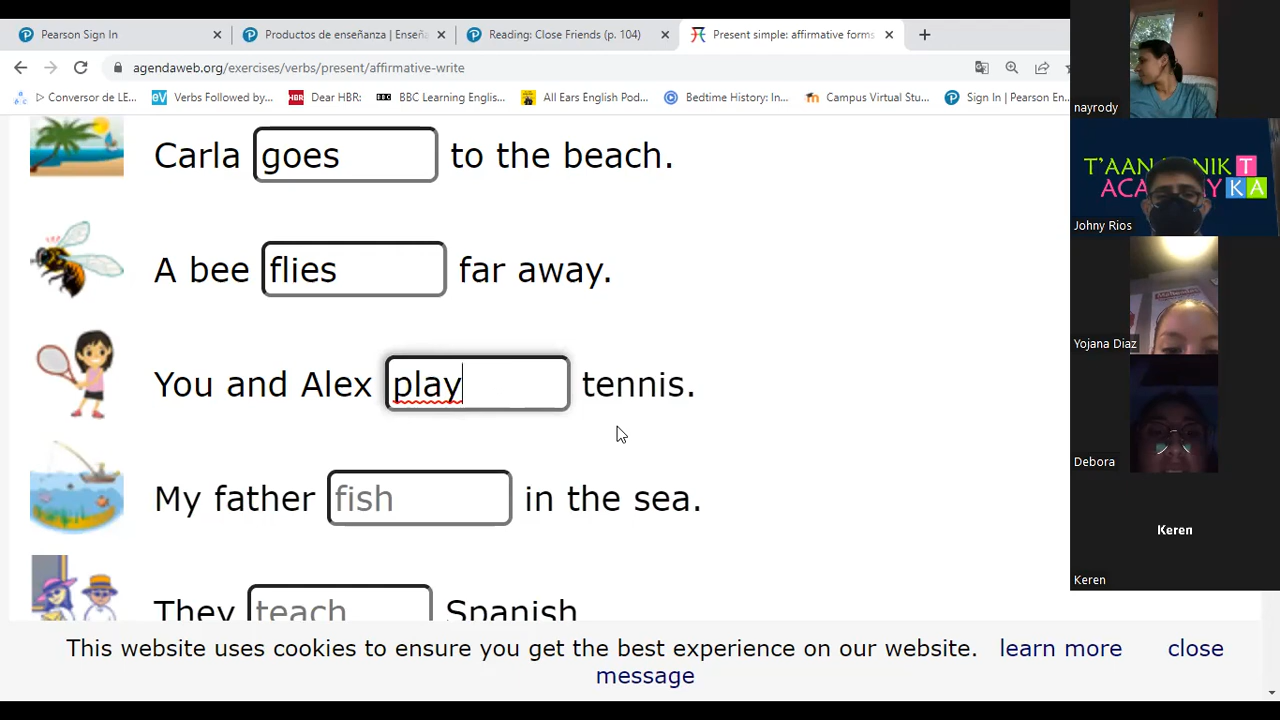 Pearson Sign In
Productos de enseñanza | Enseña
Reading: Close Friends (p. 104)
Present simple: affirmative forms
agendaweb.org/exercises/verbs/present/affirmative-write
▷ Conversor de LE...
Verbs Followed by...
HBR Dear HBR:
BBC BBC Learning Englis...
All Ears English Pod...
Bedtime History: In...
Campus Virtual Stu...
Sign In | Pearson En...
Carla goes to the beach.
A bee flies far away.
You and Alex play tennis.
My father fish in the sea.
They teach Spanish
This website uses cookies to ensure you get the best experience on our website. learn more close
message
nayrody
Johny Rios
Yojana Diaz
Debora
Keren
Keren